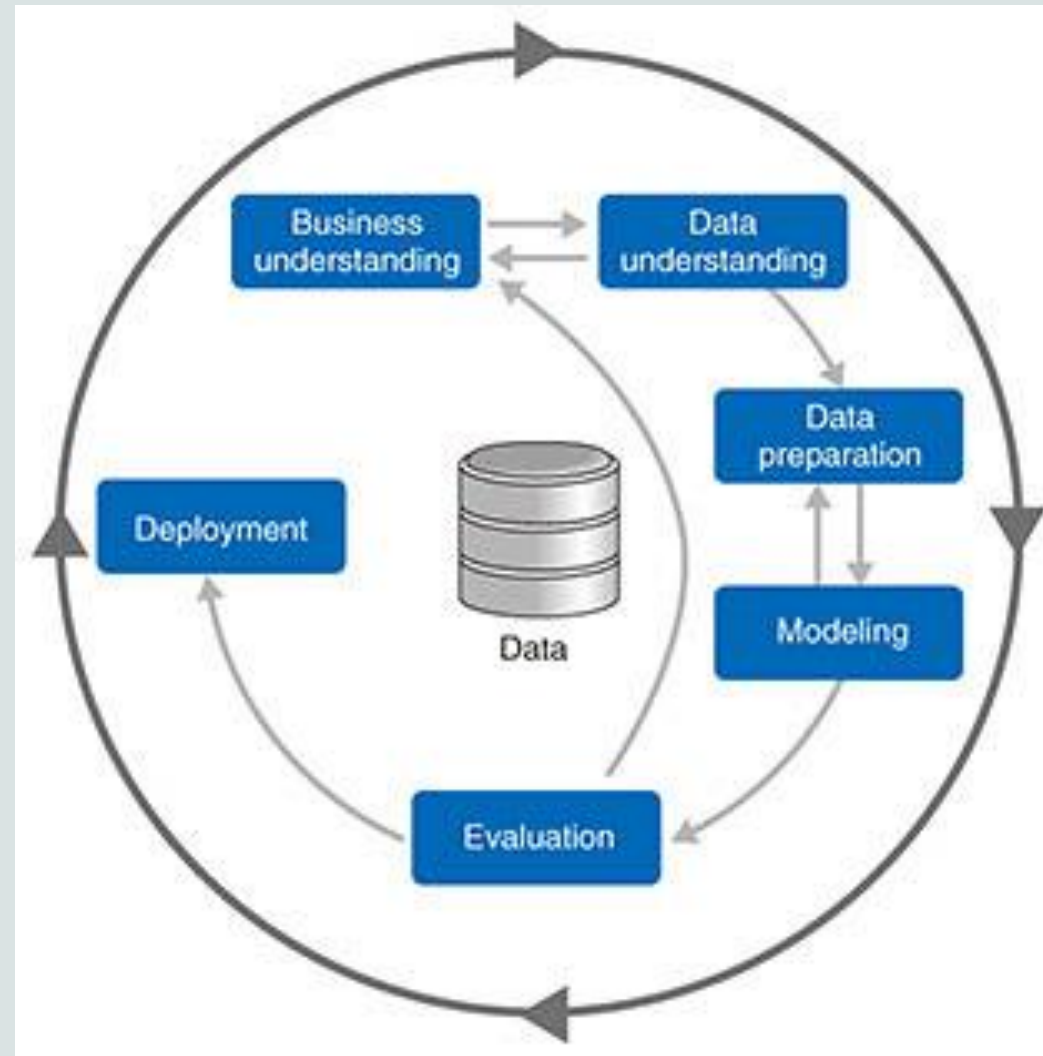 Business
understanding
Data
understanding
Data
preparation
Deployment
Data
Modeling
Evaluation